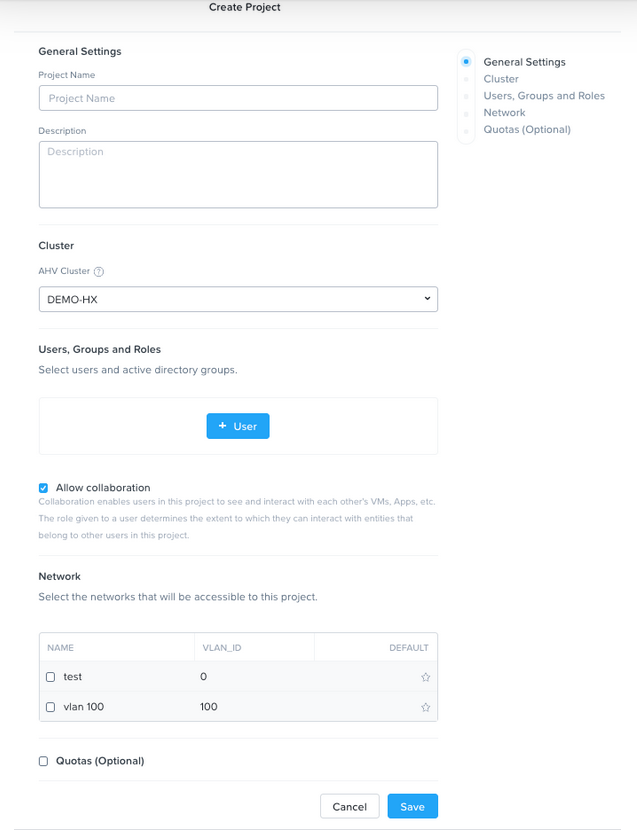 Create Project
General Settings
Project Name
Project Name
Description
Description
Cluster
AHV Cluster ?
DEMO-HX
Users, Groups and Roles
Select users and active directory groups.
+ User
Allow collaboration
Collaboration enables users in this project to see and interact with each other's VMs, Apps, etc.
The role given to a user determines the extent to which they can interact with entities that
belong to other users in this project.
Network
Select the networks that will be accessible to this project.
NAME VLAN_ID DEFAULT
test 0
vlan 100 100
Quotas (Optional)
Cancel Save
General Settings
Cluster
Users, Groups and Roles
Network
Quotas (Optional)